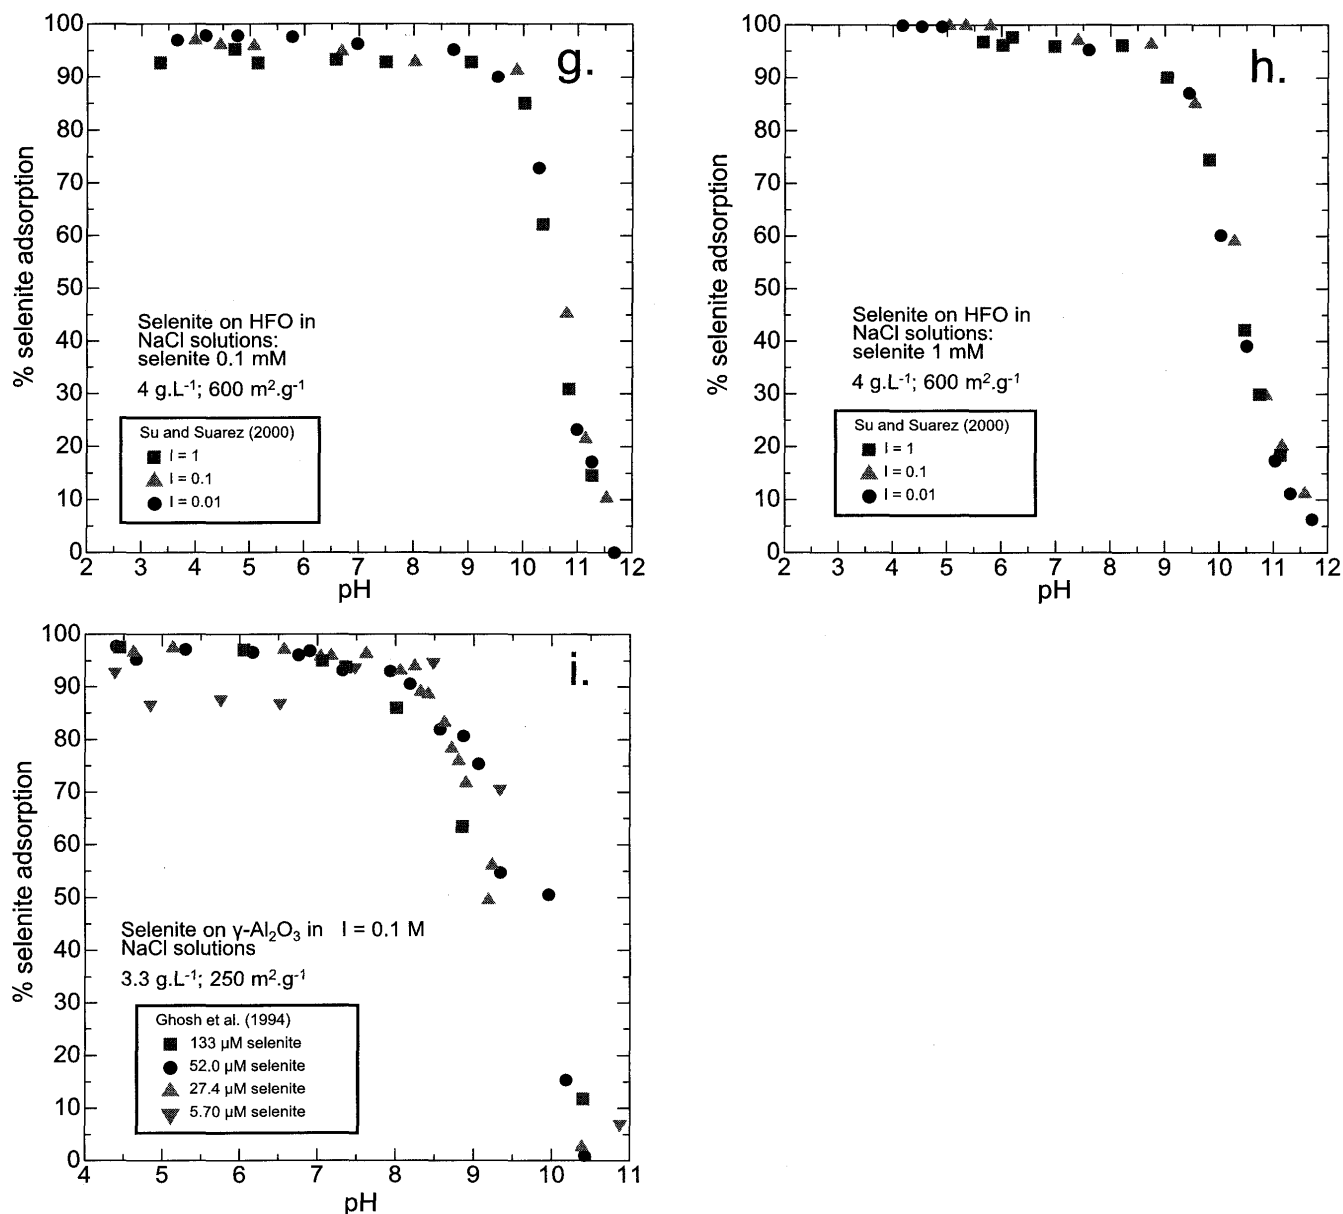 g.
% selenite adsorption
100
90
80
70
60
50
40
30
20
10
0
Selenite on HFO in
NaCl solutions:
selenite 0.1 mM
4 g.L⁻¹; 600 m².g⁻¹
Su and Suarez (2000)
I = 1
I = 0.1
I = 0.01
2 3 4 5 6 7 8 9 10 11 12
pH
h.
% selenite adsorption
100
90
80
70
60
50
40
30
20
10
0
Selenite on HFO in
NaCl solutions:
selenite 1 mM
4 g.L⁻¹; 600 m².g⁻¹
Su and Suarez (2000)
I = 1
I = 0.1
I = 0.01
2 3 4 5 6 7 8 9 10 11 12
pH
i.
% selenite adsorption
100
90
80
70
60
50
40
30
20
10
0
Selenite on γ-Al₂O₃ in I = 0.1 M
NaCl solutions
3.3 g.L⁻¹; 250 m².g⁻¹
Ghosh et al. (1994)
133 µM selenite
52.0 µM selenite
27.4 µM selenite
5.70 µM selenite
4 5 6 7 8 9 10 11
pH